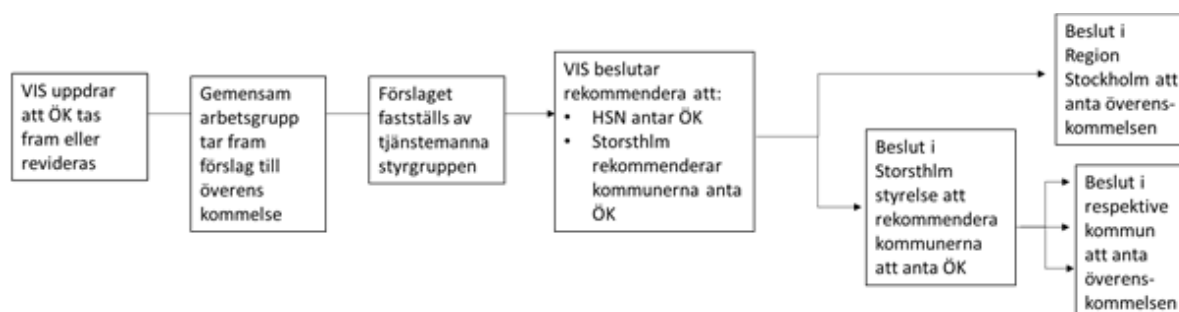 VIS uppdrar
att ÖK tas
fram eller
revideras
Gemensam
arbetsgrupp
tar fram
förslag till
överens
kommelse
Förslaget
fastställs av
tjänstemanna
styrgruppen
VIS beslutar
rekommendera att:
• HSN antar ÖK
• Storsthlm
rekommenderar
kommunerna anta
ÖK
Beslut i
Region
Stockholm att
anta överens-
kommelsen
Beslut i
Storsthlm
styrelse att
rekommendera
kommunerna
att anta ÖK
Beslut i
respektive
kommun
att anta
överens-
kommelsen